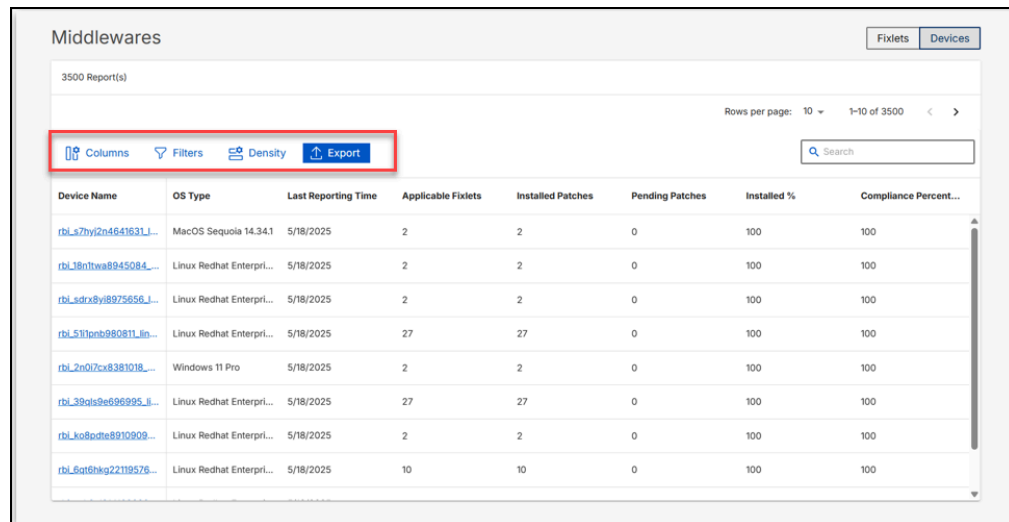 Middlewares
Fixlets Devices
3500 Report(s)
Rows per page: 10 1-10 of 3500
Columns Filters Density Export Search
Device Name OS Type Last Reporting Time Applicable Fixlets Installed Patches Pending Patches Installed % Compliance Percent...
rbi_s7hyj2n4641631_l... MacOS Sequoia 14.34.1 5/18/2025 2 2 0 100 100
rbi_18n1twa8945084_... Linux Redhat Enterpri... 5/18/2025 2 2 0 100 100
rbi_sdrx8yi8975656_l... Linux Redhat Enterpri... 5/18/2025 2 2 0 100 100
rbi_51i1pnb980811_lin... Linux Redhat Enterpri... 5/18/2025 27 27 0 100 100
rbi_2n0i7cx8381018_... Windows 11 Pro 5/18/2025 2 2 0 100 100
rbi_39qls9e696995_li... Linux Redhat Enterpri... 5/18/2025 27 27 0 100 100
rbi_ko8pdte8910909... Linux Redhat Enterpri... 5/18/2025 2 2 0 100 100
rbi_6qt6hkg22119576... Linux Redhat Enterpri... 5/18/2025 10 10 0 100 100